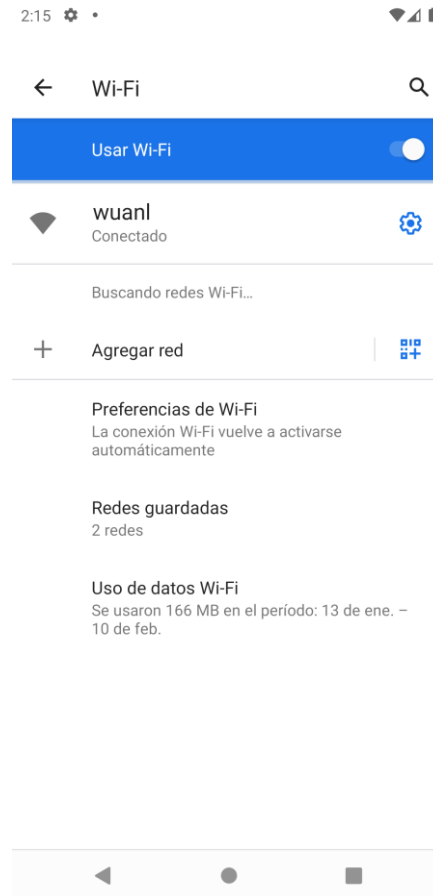 2:15
Wi-Fi
Usar Wi-Fi
wuanl
Conectado
Buscando redes Wi-Fi...
Agregar red
Preferencias de Wi-Fi
La conexión Wi-Fi vuelve a activarse
automáticamente
Redes guardadas
2 redes
Uso de datos Wi-Fi
Se usaron 166 MB en el período: 13 de ene. –
10 de feb.